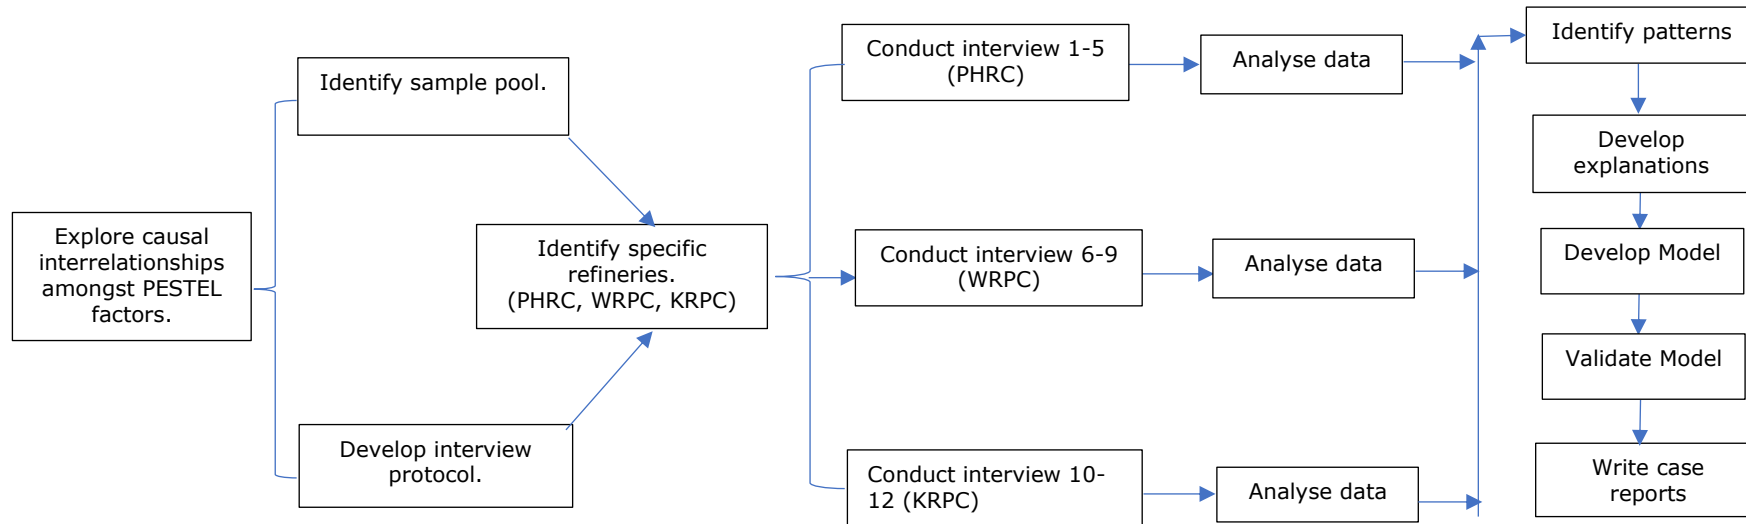 Explore causal
interrelationships
amongst PESTEL
factors.
Identify sample pool.
Develop interview
protocol.
Identify specific
refineries.
(PHRC, WRPC, KRPC)
Conduct interview 1-5
(PHRC)
Analyse data
Conduct interview 6-9
(WRPC)
Analyse data
Conduct interview 10-
12 (KRPC)
Analyse data
Identify patterns
Develop
explanations
Develop Model
Validate Model
Write case
reports